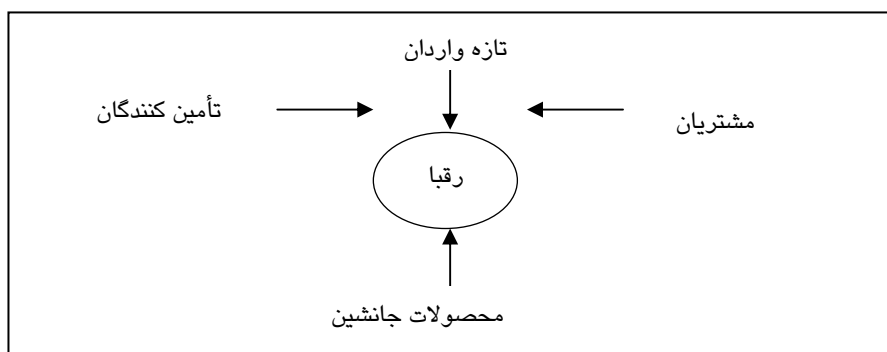 تازه واردان
مشتریان
تأمین کنندگان
رقبا
محصولات جانشین